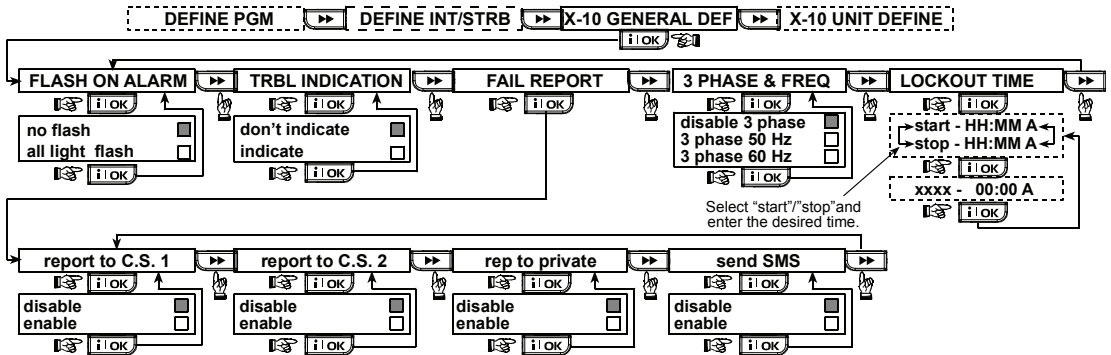 DEFINE PGM DEFINE INT/STRB X-10 GENERAL DEF X-10 UNIT DEFINE
i OK
FLASH ON ALARM TRBL INDICATION FAIL REPORT 3 PHASE & FREQ LOCKOUT TIME
i OK i OK i OK i OK i OK
no flash
all light flash
i OK
don't indicate
indicate
i OK
disable 3 phase
3 phase 50 Hz
3 phase 60 Hz
i OK
start - HH:MM A
stop - HH:MM A
i OK
xxxx - 00:00 A
i OK
Select “start”/”stop”and
enter the desired time.
report to C.S. 1 report to C.S. 2 rep to private send SMS
i OK i OK i OK i OK
disable
enable
i OK
disable
enable
i OK
disable
enable
i OK
disable
enable
i OK